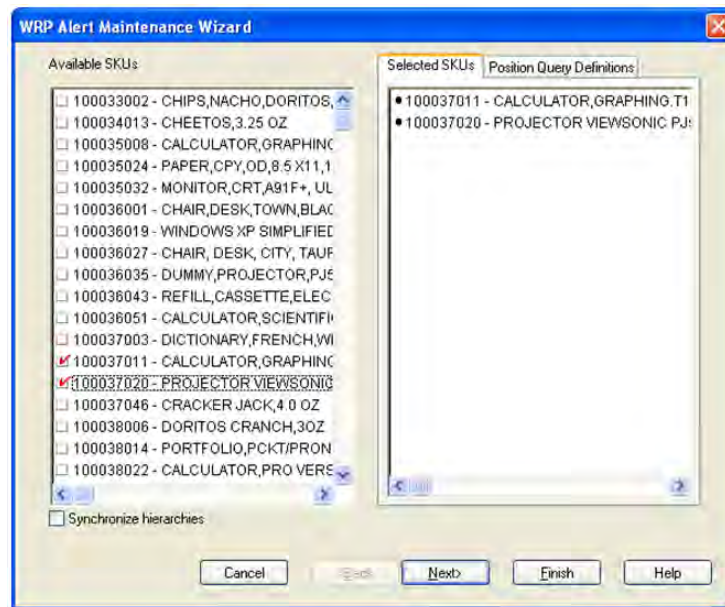 WRP Alert Maintenance Wizard
Available SKUs
100033002 - CHIPS,NACHO,DORITOS,
100034013 - CHEETOS,3.25 OZ
100035008 - CALCULATOR,GRAPHING
100035024 - PAPER,CPY,OD,8.5 X11,1
100035032 - MONITOR,CRT,A91F+, UL
100036001 - CHAIR,DESK,TOWN,BLAC
100036019 - WINDOWS XP SIMPLIFIED
100036027 - CHAIR, DESK, CITY, TAUP
100036035 - DUMMY,PROJECTOR,PJ5
100036043 - REFILL,CASSETTE,ELEC
100036051 - CALCULATOR,SCIENTIFI
100037003 - DICTIONARY,FRENCH,WE
100037011 - CALCULATOR,GRAPHING
100037020 - PROJECTOR VIEWSONIC
100037046 - CRACKER JACK,4.0 OZ
100038006 - DORITOS CRANCH,3OZ
100038014 - PORTFOLIO,PCKT/PRON
100038022 - CALCULATOR,PRO VERS
Synchronize hierarchies
Selected SKUs
Position Query Definitions
100037011 - CALCULATOR,GRAPHING.T1
100037020 - PROJECTOR VIEWSONIC PJ5
Cancel
Back
Next>
Finish
Help